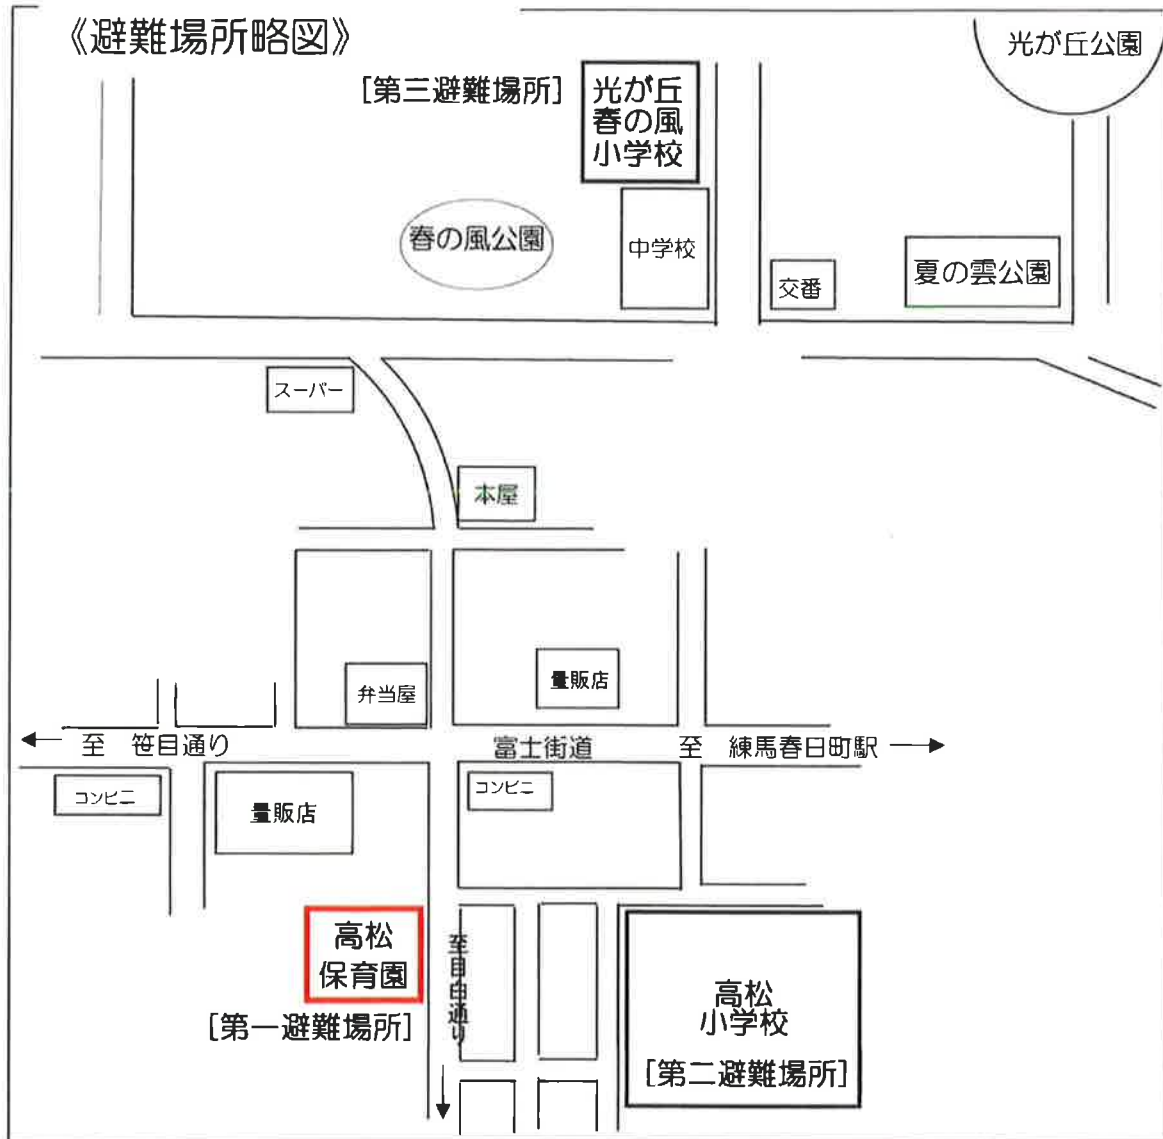 《避難場所略図》
光が丘公園
[第三避難場所]
光が丘
春の風
小学校
春の風公園
中学校
交番
夏の雲公園
スーパー
本屋
弁当屋
量販店
至 笹目通り
富士街道
至 練馬春日町駅
コンビニ
量販店
コンビニ
高松
保育園
[第一避難場所]
至目白通り
高松
小学校
[第二避難場所]